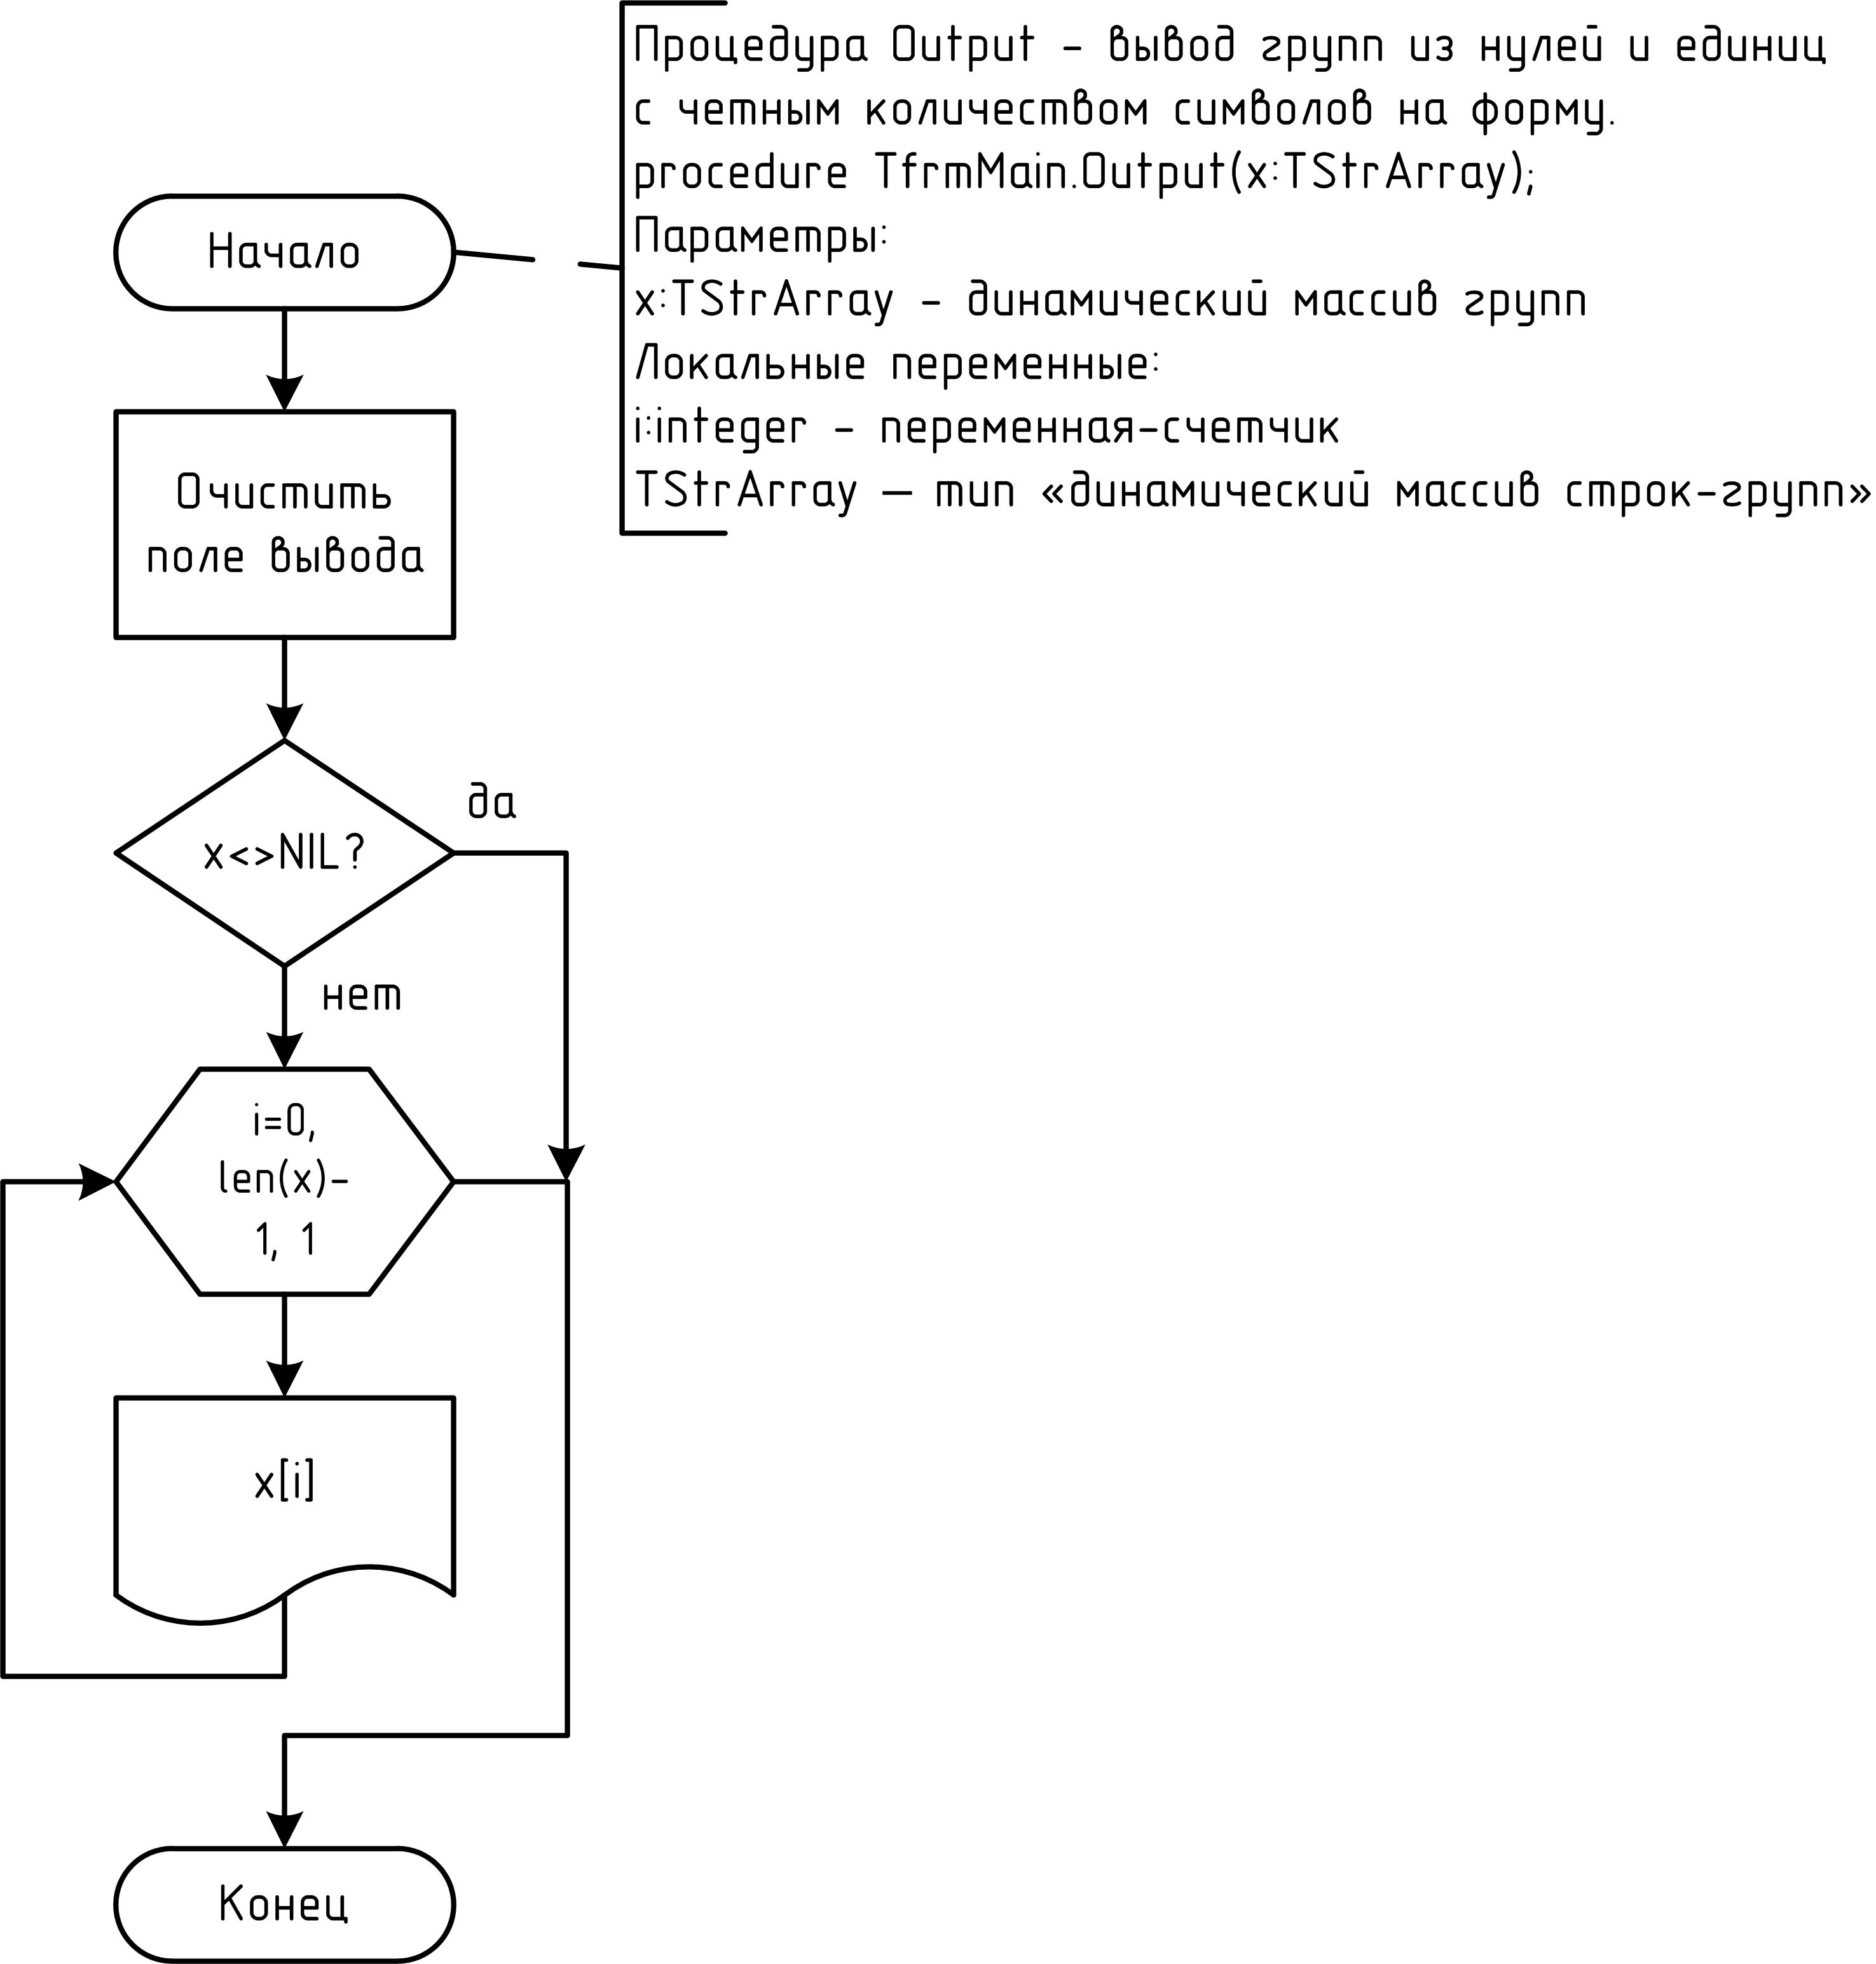 Процедура Output - вывод групп из нулей и единиц
с четным количеством символов на форму.
procedure TfrmMain.Output(x:TStrArray);
Параметры:
x:TStrArray - динамический массив групп
Локальные переменные:
i:integer - переменная-счетчик
TStrArray — тип «динамический массив строк-групп»
Начало
Очистить
поле вывода
x<>NIL?
да
нет
i=0,
len(x)-
1, 1
x[i]
Конец